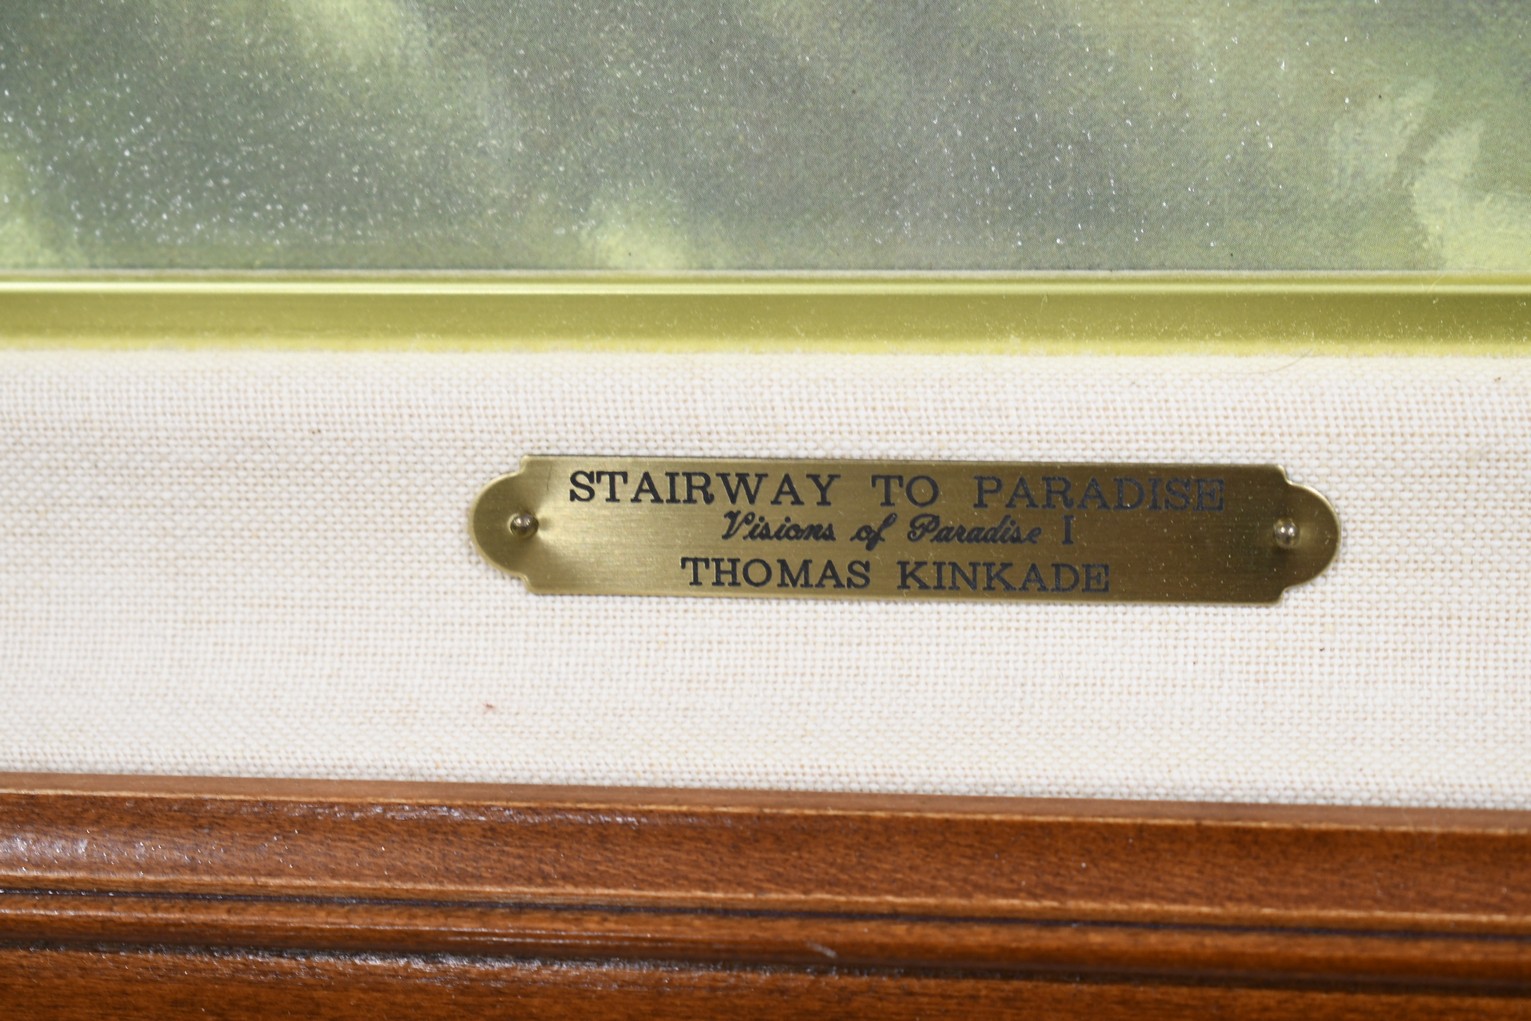 STAIRWAY TO PARADISE
Visions of Paradise I
THOMAS KINKADE